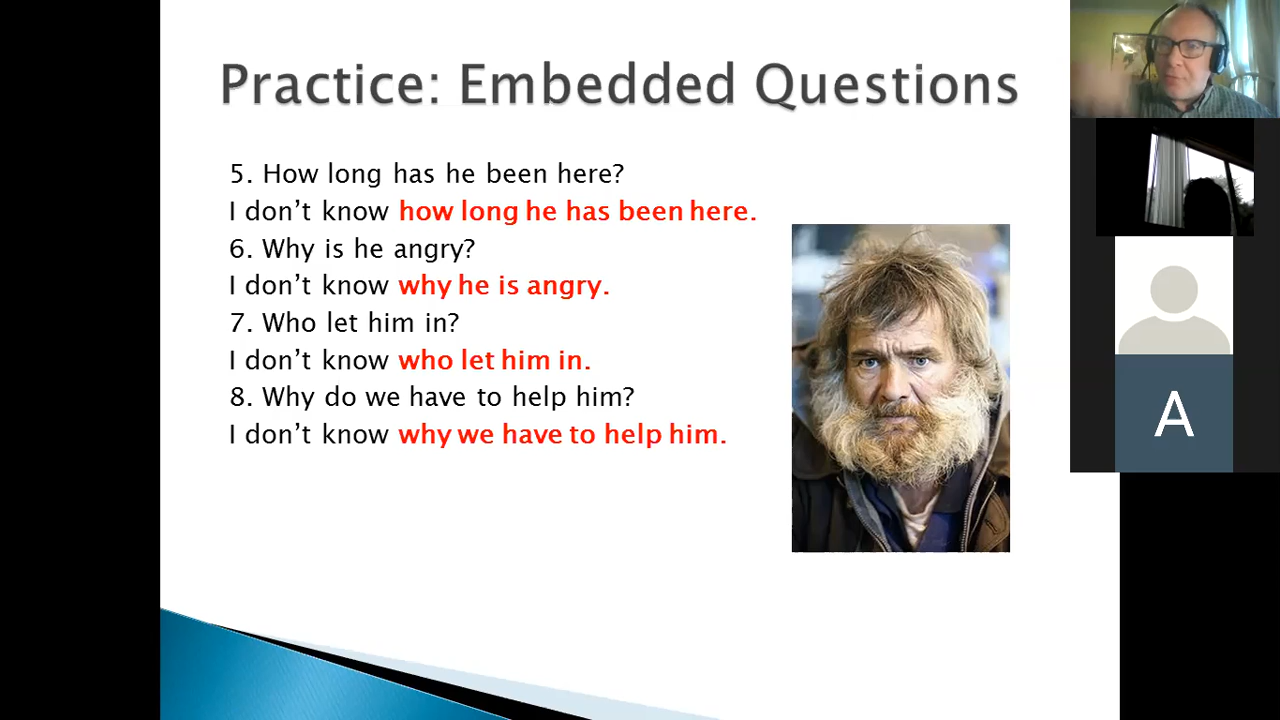 Practice: Embedded Questions
5. How long has he been here?
I don’t know how long he has been here.
6. Why is he angry?
I don’t know why he is angry.
7. Who let him in?
I don’t know who let him in.
8. Why do we have to help him?
I don’t know why we have to help him.
A